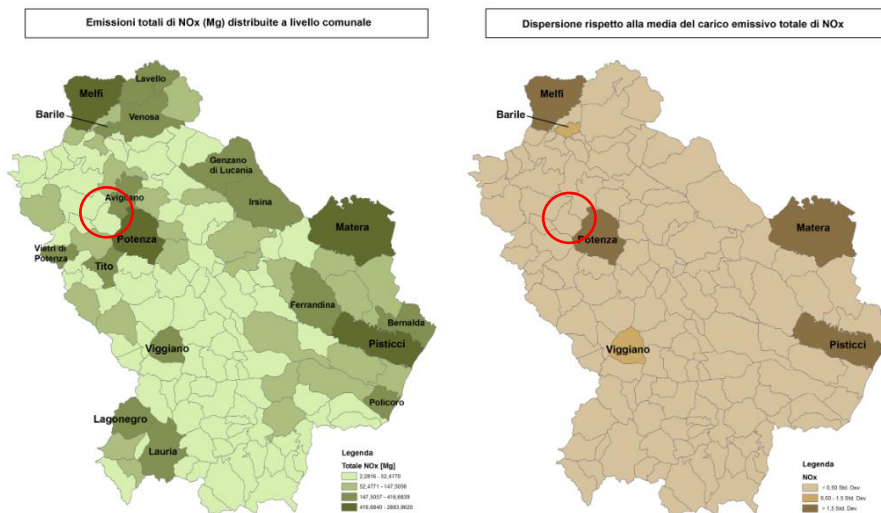 Emissioni totali di NOx (Mg) distribuite a livello comunale
Lavello
Melfi
Barile
Venosa
Genzano
di Lucania
Avigliano
Irsina
Matera
Potenza
Vietri di
Potenza
Tito
Ferrandina
Bernalda
Viggiano
Pisticci
Policoro
Lagonegro
Lauria
Legenda
Totale NOx [Mg]
2,2816 - 52,4770
52,4771 - 147,5056
147,5057 - 416,6839
416,6840 - 2683,9620
Dispersione rispetto alla media del carico emissivo totale di NOx
Melfi
Barile
Matera
Potenza
Viggiano
Pisticci
Legenda
NOx
< 0,50 Std. Dev.
0,50 - 1,5 Std. Dev.
> 1,5 Std. Dev.